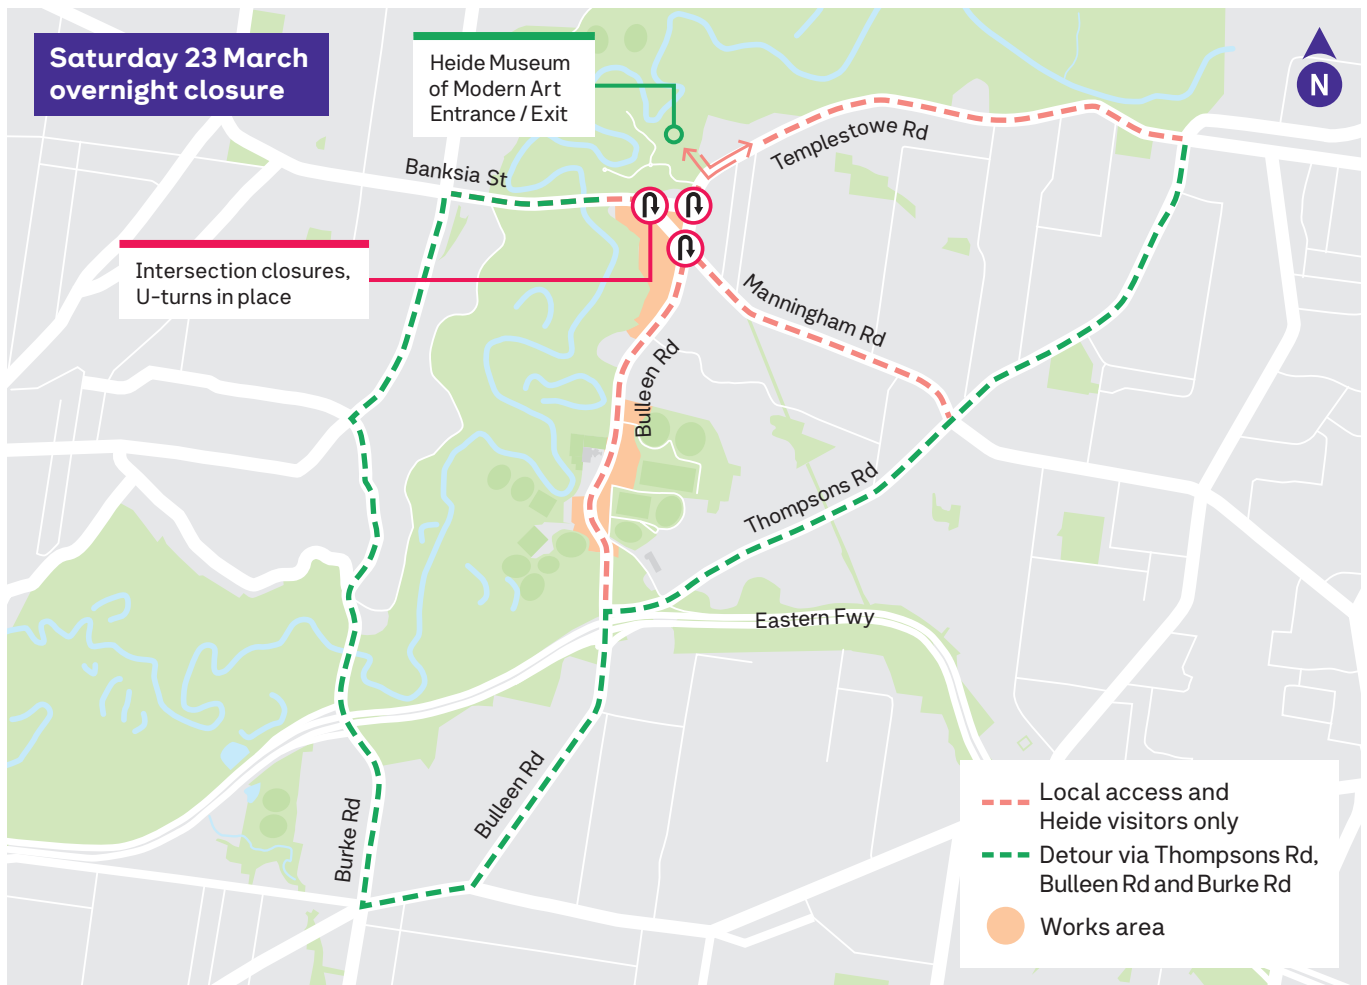 Saturday 23 March
overnight closure
Heide Museum
of Modern Art
Entrance / Exit
N
Templestowe Rd
Banksia St
Intersection closures,
U-turns in place
Manningham Rd
Bulleen Rd
Thompsons Rd
Eastern Fwy
Bulleen Rd
Burke Rd
Local access and
Heide visitors only
Detour via Thompsons Rd,
Bulleen Rd and Burke Rd
Works area